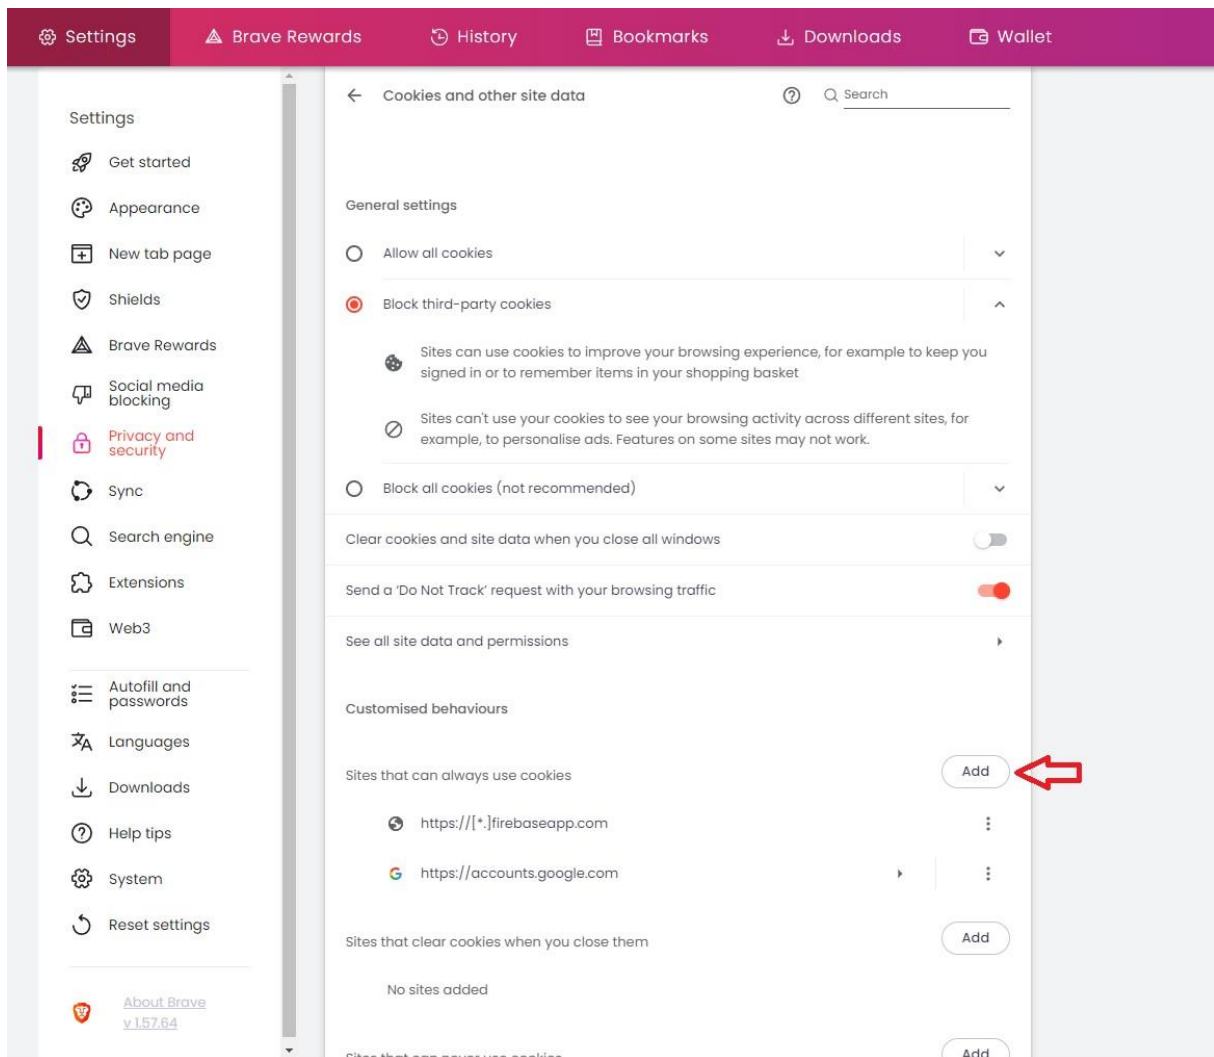 Settings
Brave Rewards
History
Bookmarks
Downloads
Wallet
Settings
Get started
Appearance
New tab page
Shields
Brave Rewards
Social media
blocking
Privacy and
security
Sync
Search engine
Extensions
Web3
Autofill and
passwords
Languages
Downloads
Help tips
System
Reset settings
About Brave
v 1.57.64
Cookies and other site data
Search
General settings
Allow all cookies
Block third-party cookies
Sites can use cookies to improve your browsing experience, for example to keep you
signed in or to remember items in your shopping basket
Sites can't use your cookies to see your browsing activity across different sites, for
example, to personalise ads. Features on some sites may not work.
Block all cookies (not recommended)
Clear cookies and site data when you close all windows
Send a 'Do Not Track' request with your browsing traffic
See all site data and permissions
Customised behaviours
Sites that can always use cookies
Add
https://[*.]firebaseapp.com
https://accounts.google.com
Sites that clear cookies when you close them
Add
No sites added
Sites that can never use cookies
Add